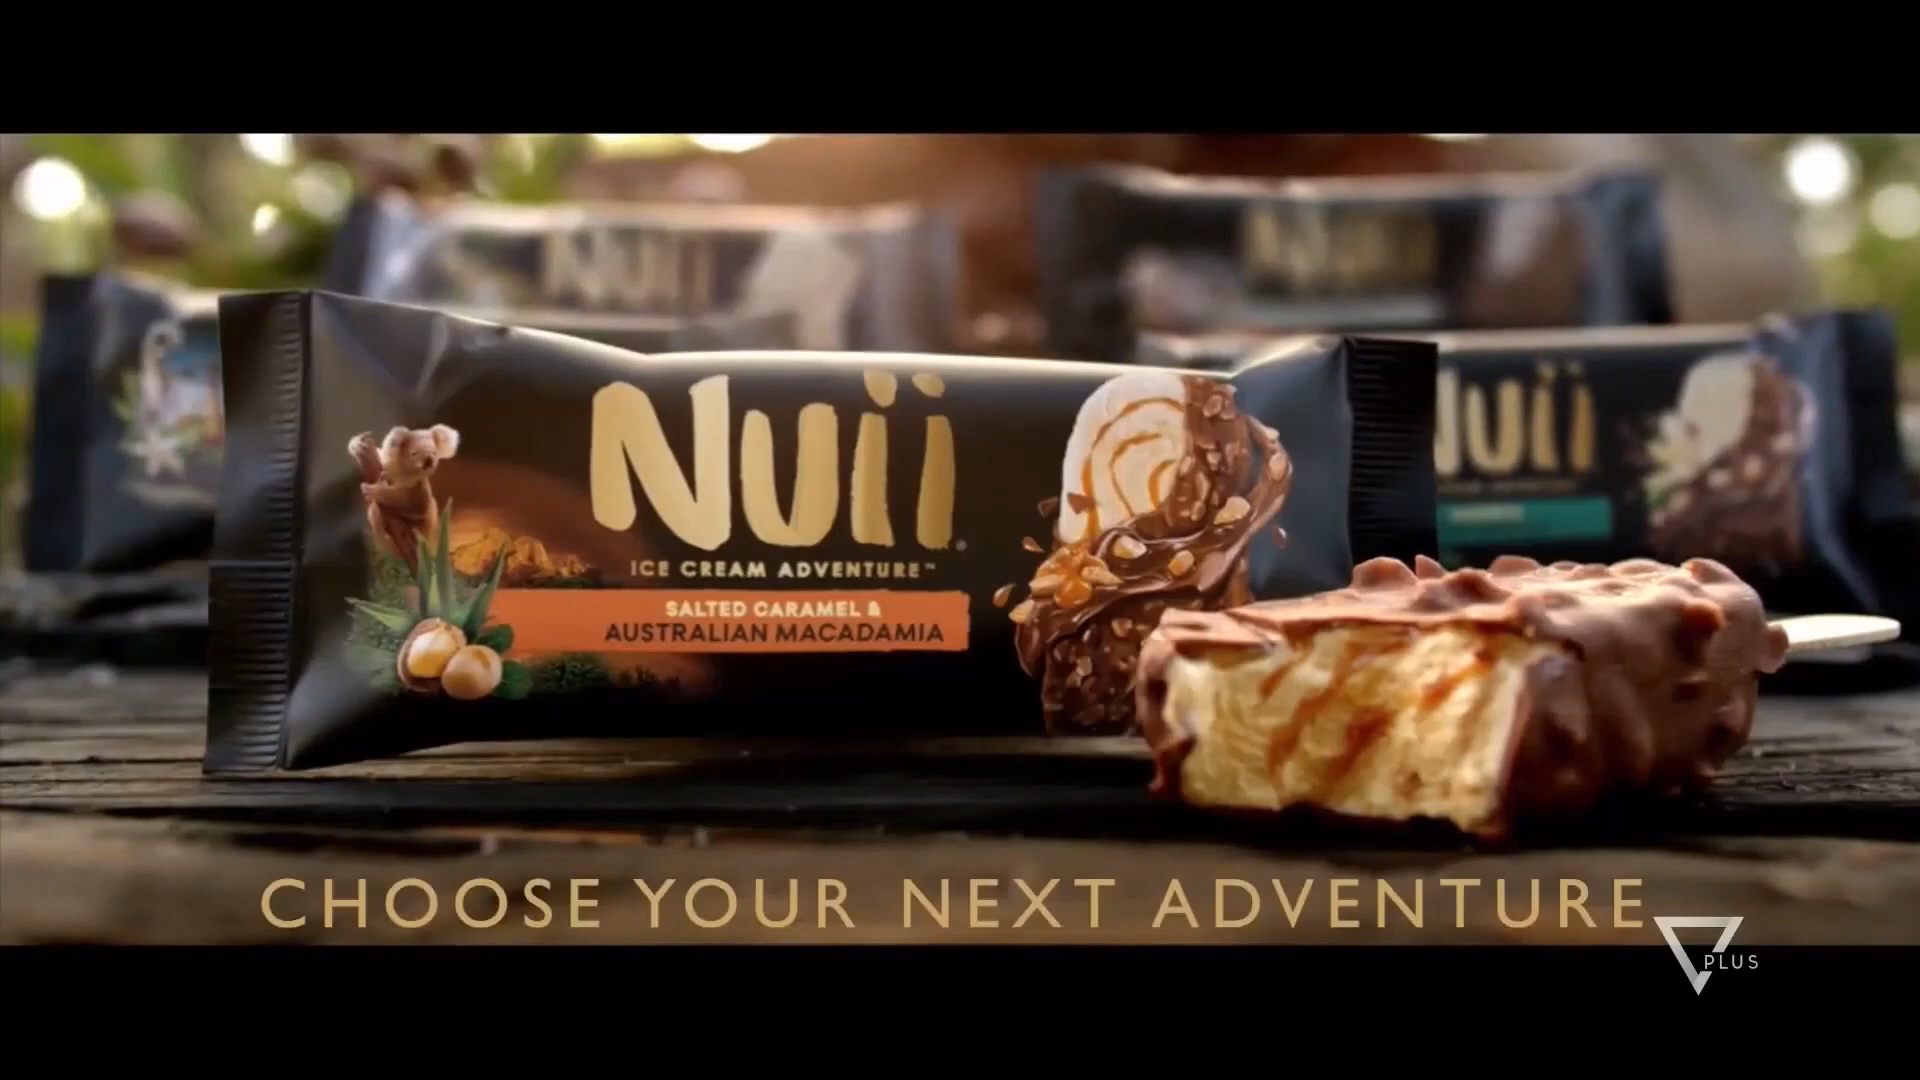 Nuii
Nuii
Nuii
ICE CREAM ADVENTURE™
SALTED CARAMEL &
AUSTRALIAN MACADAMIA
Nuii
CHOOSE YOUR NEXT ADVENTURE
PLUS